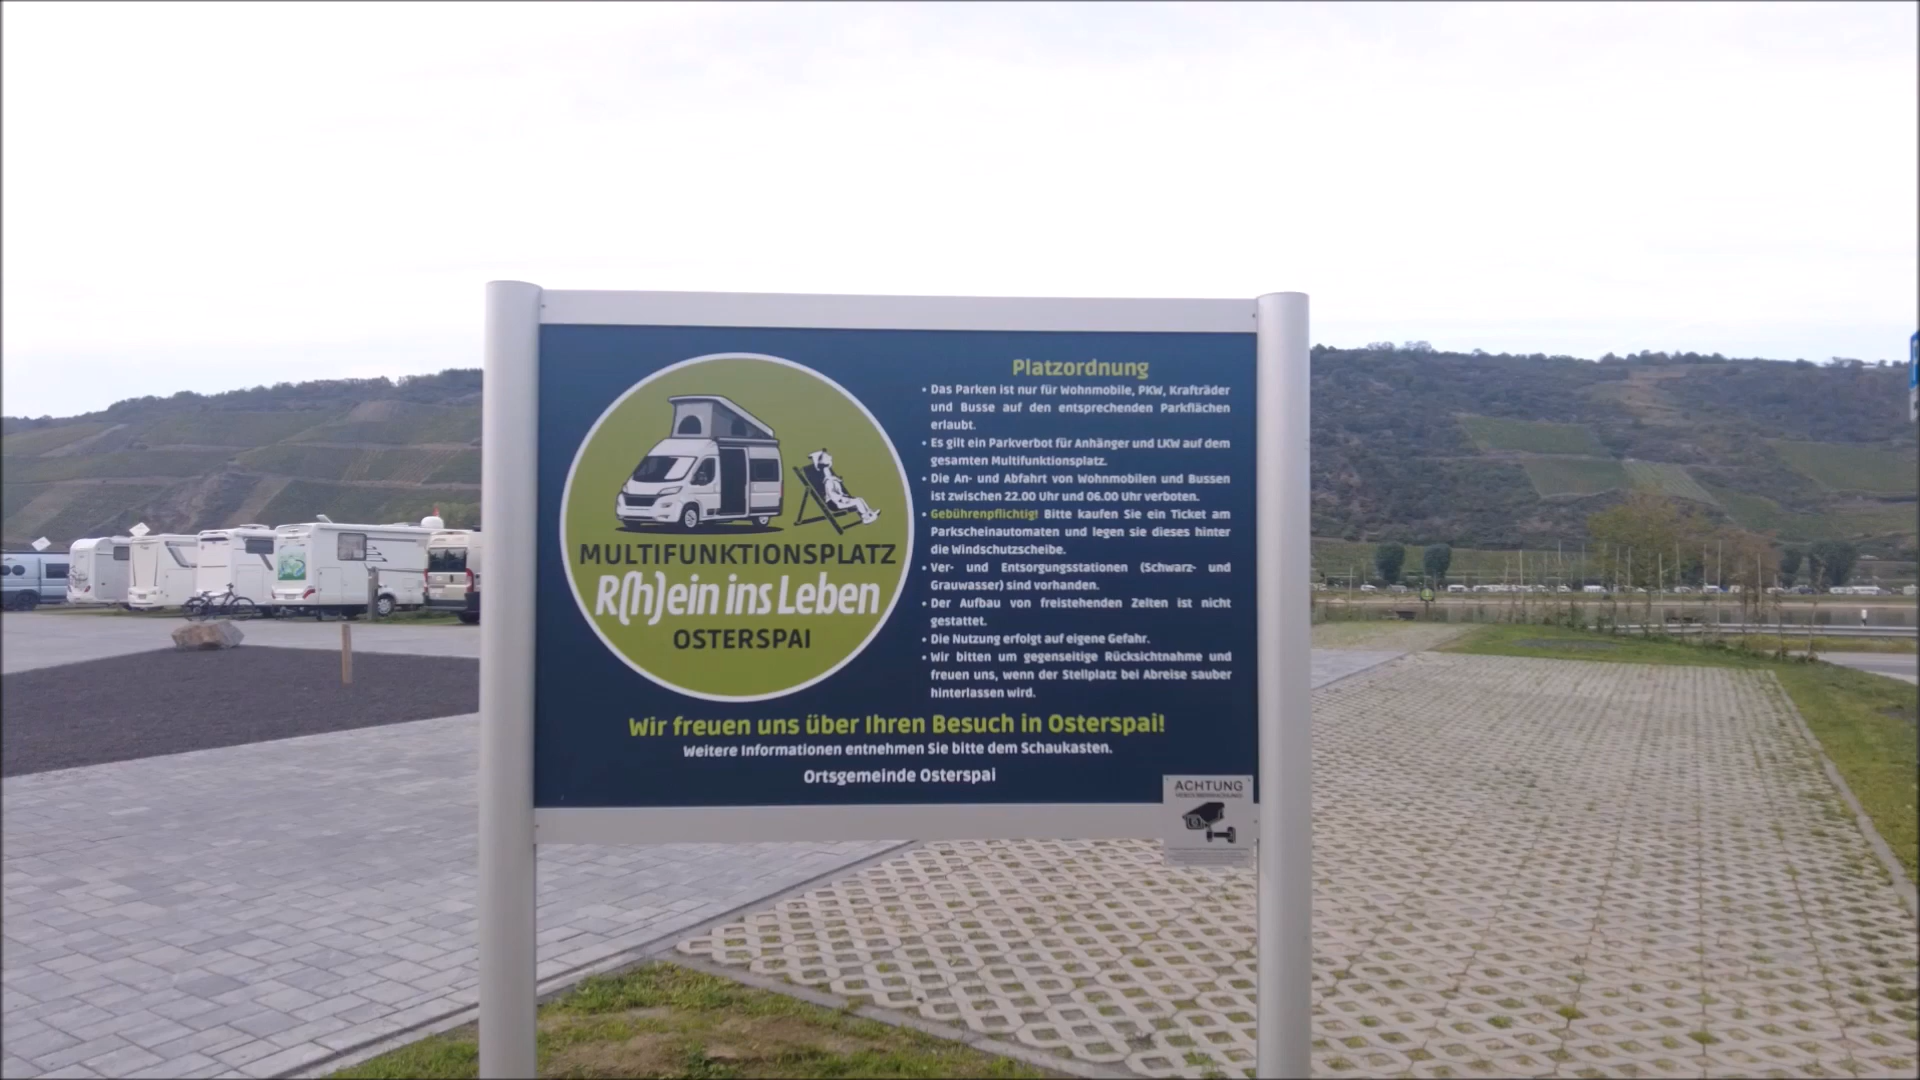 MULTIFUNKTIONSPLATZ
R(h)ein ins Leben
OSTERSPAI
Platzordnung
• Das Parken ist nur für Wohnmobile, PKW, Krafträder
und Busse auf den entsprechenden Parkflächen
erlaubt.
• Es gilt ein Parkverbot für Anhänger und LKW auf dem
gesamten Multifunktionsplatz.
• Die An- und Abfahrt von Wohnmobilen und Bussen
ist zwischen 22.00 Uhr und 06.00 Uhr verboten.
• Gebührenpflichtig! Bitte kaufen Sie ein Ticket am
Parkscheinautomaten und legen sie dieses hinter
die Windschutzscheibe.
• Ver- und Entsorgungsstationen (Schwarz- und
Grauwasser) sind vorhanden.
• Der Aufbau von freistehenden Zelten ist nicht
gestattet.
• Die Nutzung erfolgt auf eigene Gefahr.
• Wir bitten um gegenseitige Rücksichtnahme und
freuen uns, wenn der Stellplatz bei Abreise sauber
hinterlassen wird.
Wir freuen uns über Ihren Besuch in Osterspai!
Weitere Informationen entnehmen Sie bitte dem Schaukasten.
Ortsgemeinde Osterspai
ACHTUNG